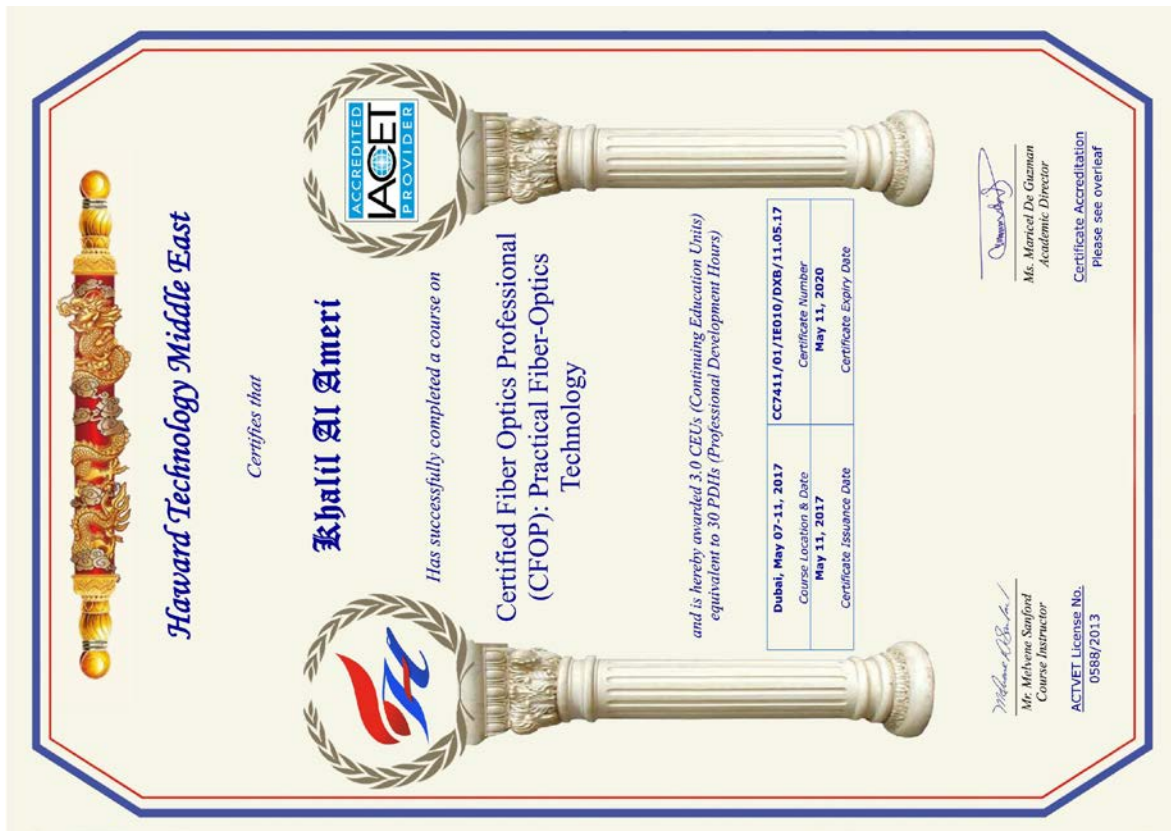 Haward Technology Middle East
Certifies that
Khalil Al Ameri
ACCREDITED
IACET
PROVIDER
Has successfully completed a course on
Certified Fiber Optics Professional
(CFOP): Practical Fiber-Optics
Technology
and is hereby awarded 3.0 CEUs (Continuing Education Units)
equivalent to 30 PDHs (Professional Development Hours)
Dubai, May 07-11, 2017 CC7411/01/IE010/DXB/11.05.17
Course Location & Date Certificate Number
May 11, 2017 May 11, 2020
Certificate Issuance Date Certificate Expiry Date
Mr. Melvene Sanford
Course Instructor
ACTVET License No.
0588/2013
Ms. Maricel De Guzman
Academic Director
Certificate Accreditation
Please see overleaf